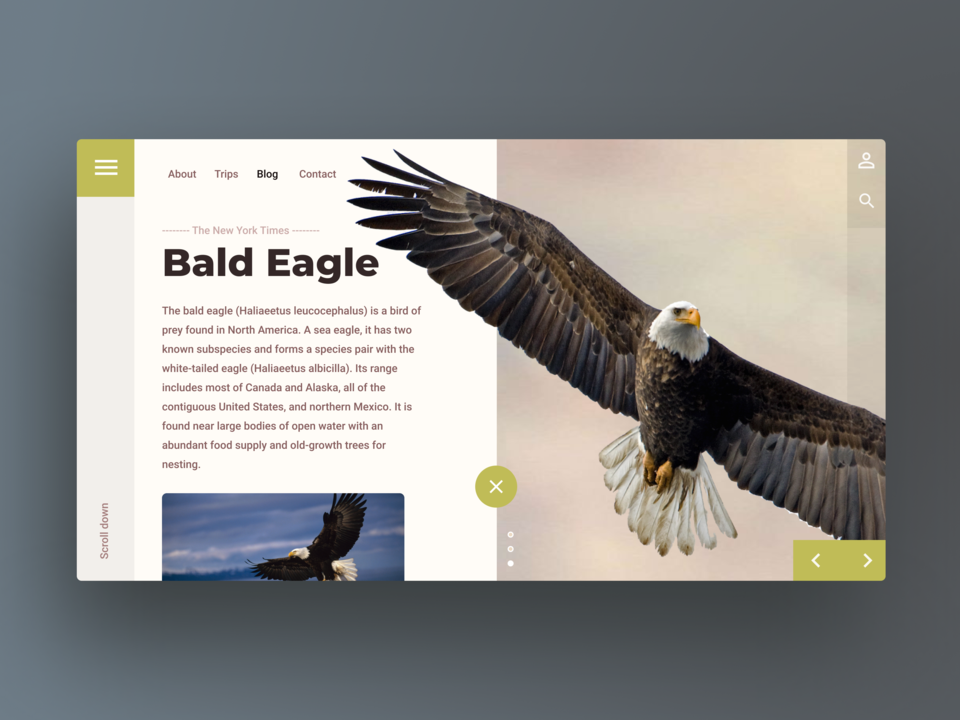 About Trips Blog Contact
-------- The New York Times --------
Bald Eagle
The bald eagle (Haliaeetus leucocephalus) is a bird of
prey found in North America. A sea eagle, it has two
known subspecies and forms a species pair with the
white-tailed eagle (Haliaeetus albicilla). Its range
includes most of Canada and Alaska, all of the
contiguous United States, and northern Mexico. It is
found near large bodies of open water with an
abundant food supply and old-growth trees for
nesting.
Scroll down